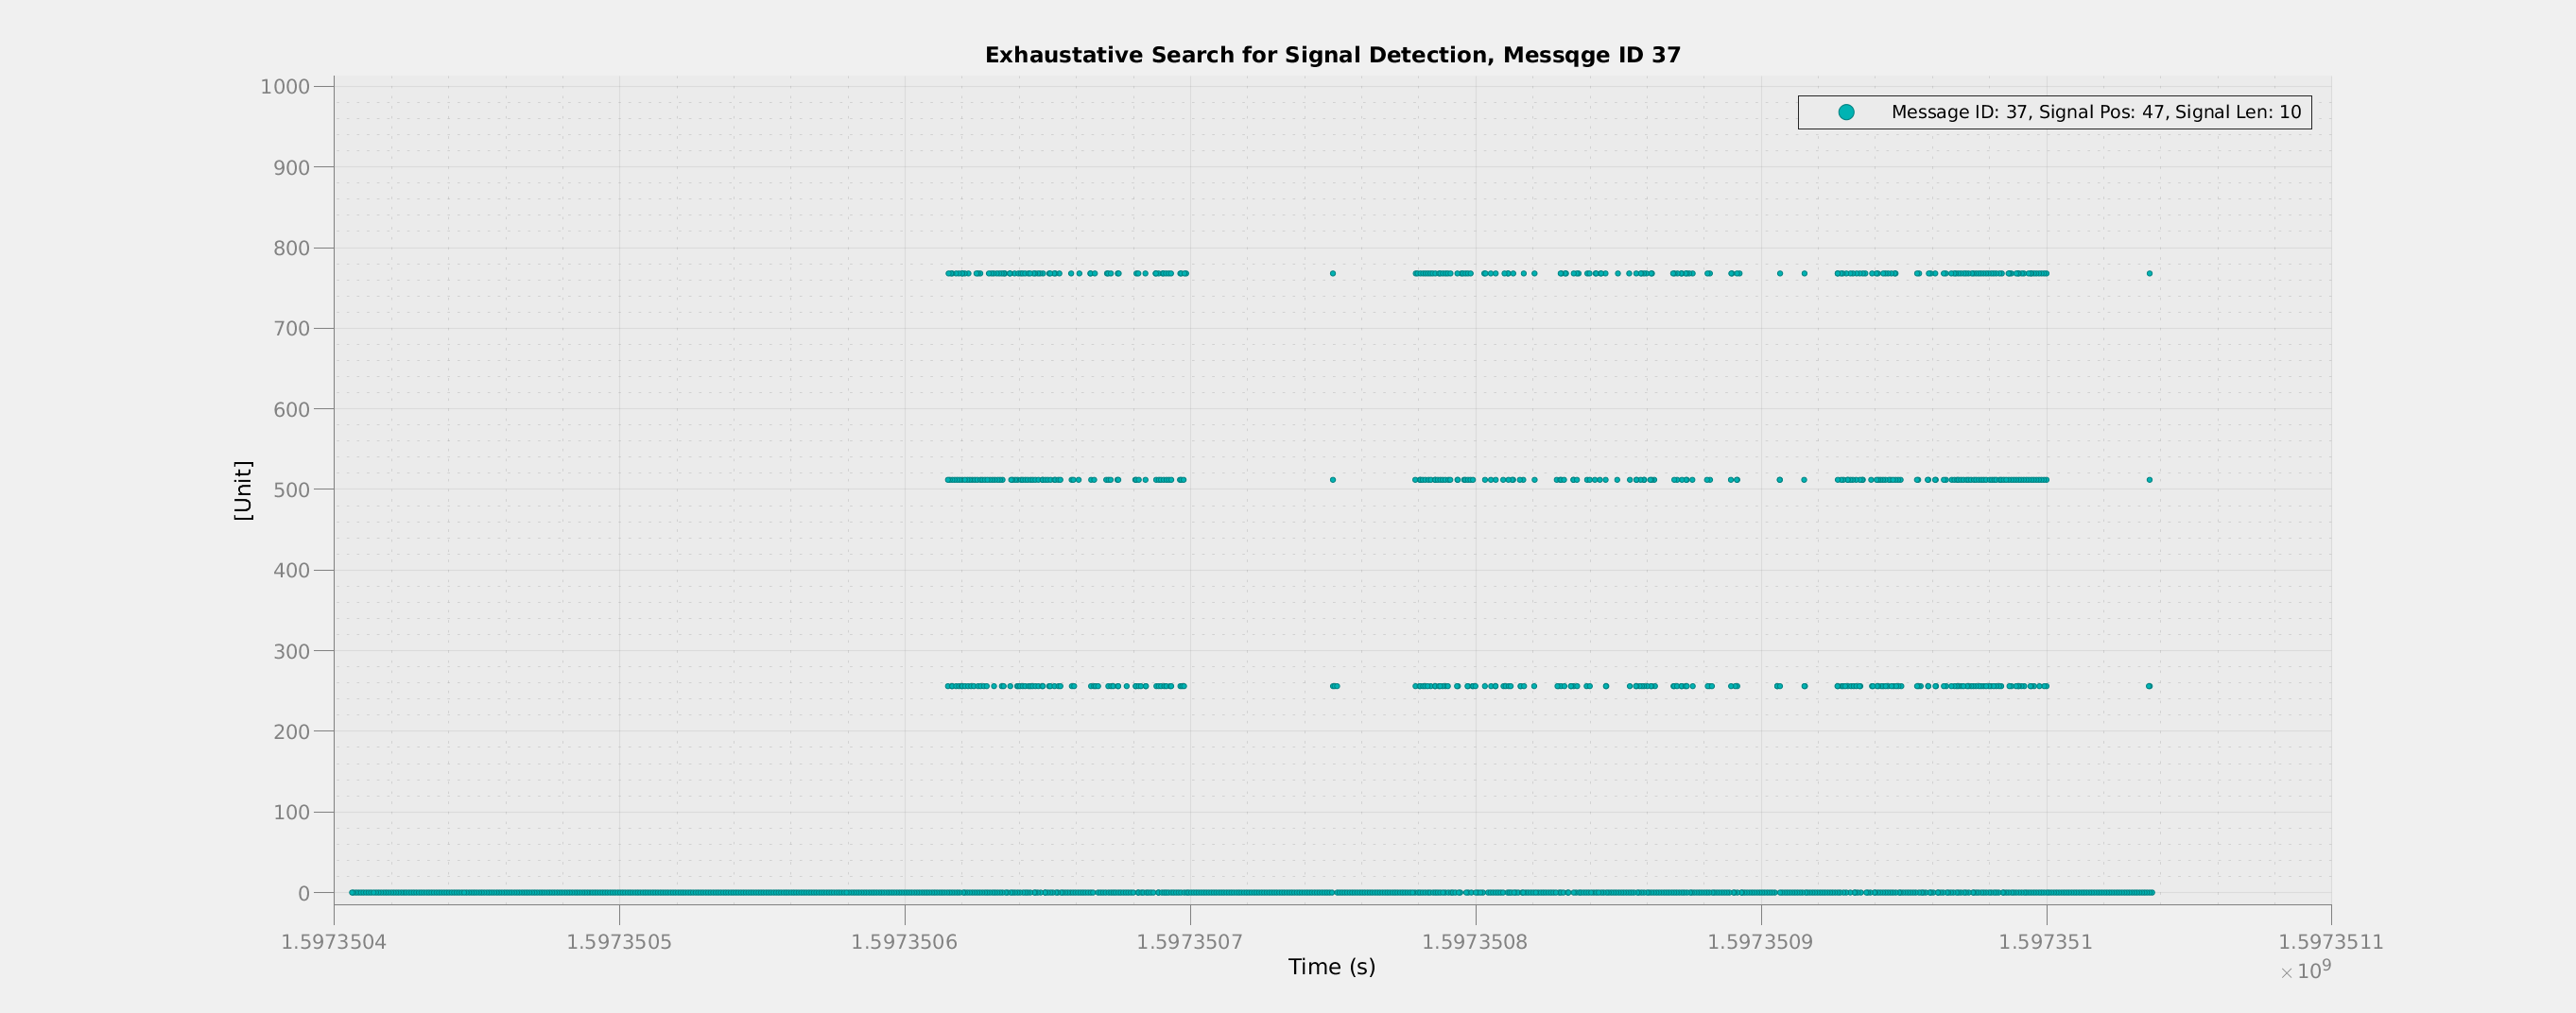 Exhaustative Search for Signal Detection, Messqge ID 37
Message ID: 37, Signal Pos: 47, Signal Len: 10
1000
900
800
700
600
500
400
300
200
100
0
[Unit]
1.5973504 1.5973505 1.5973506 1.5973507 1.5973508 1.5973509 1.597351 1.5973511
Time (s)
× 10⁹